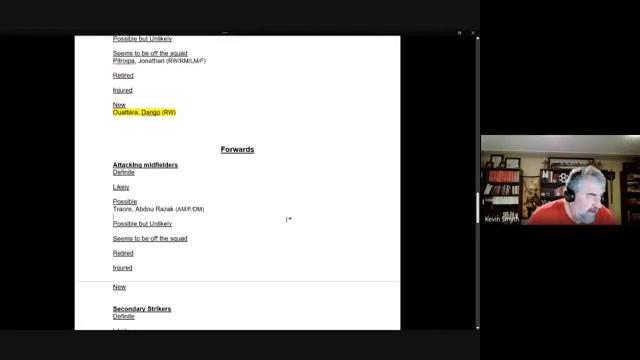 Possible but Unlikely
Seems to be off the squad
Pitroipa, Jonathan (RW/RM/LM/F)
Retired
Injured
New
Ouattara, Dango (RW)
Forwards
Attacking midfielders
Definite
Likely
Possible
Traore, Abdou Razak (AM/F/DM)
Possible but Unlikely
Seems to be off the squad
Retired
Injured
New
Secondary Strikers
Definite
Kevin Smyth